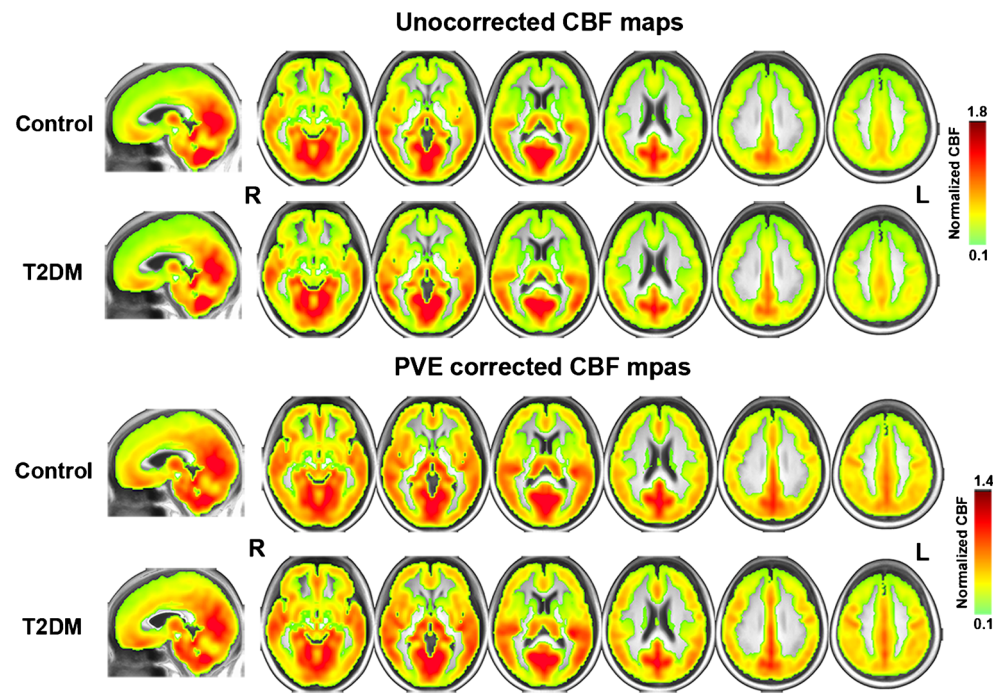 Unocorrected CBF maps
Control
1.8
Normalized CBF
0.1
R
L
T2DM
PVE corrected CBF mpas
Control
1.4
Normalized CBF
0.1
R
L
T2DM